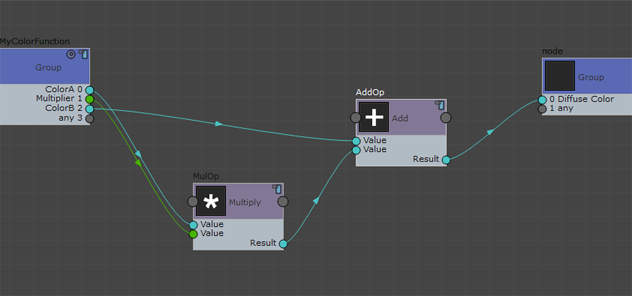 MyColorFunction
Group
ColorA 0
Multiplier 1
ColorB 2
any 3
MulOp
Multiply
Value
Value
Result
AddOp
Add
Value
Value
Result
node
Group
0 Diffuse Color
1 any